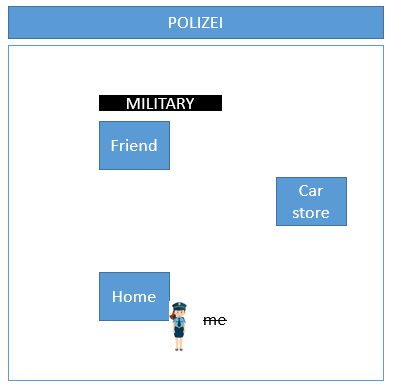 POLIZEI
MILITARY
Friend
Car
store
Home
me